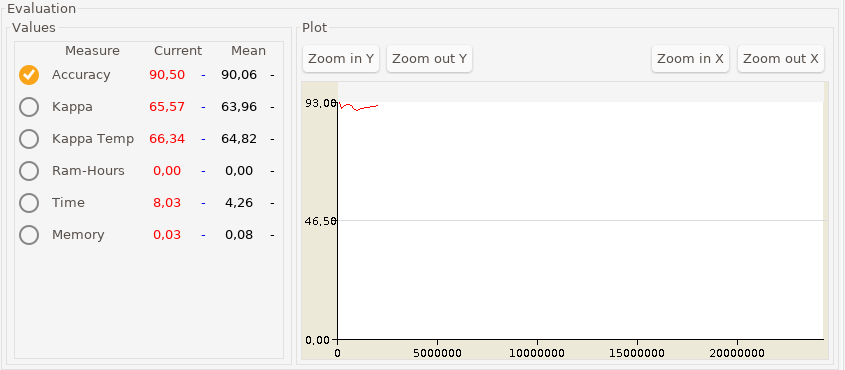 Evaluation
Values
Measure Current Mean
Accuracy 90,50 - 90,06 -
Kappa 65,57 - 63,96 -
Kappa Temp 66,34 - 64,82 -
Ram-Hours 0,00 - 0,00 -
Time 8,03 - 4,26 -
Memory 0,03 - 0,08 -
Plot
Zoom in Y Zoom out Y Zoom in X Zoom out X
93,00
46,50
0,00
0 5000000 10000000 15000000 20000000